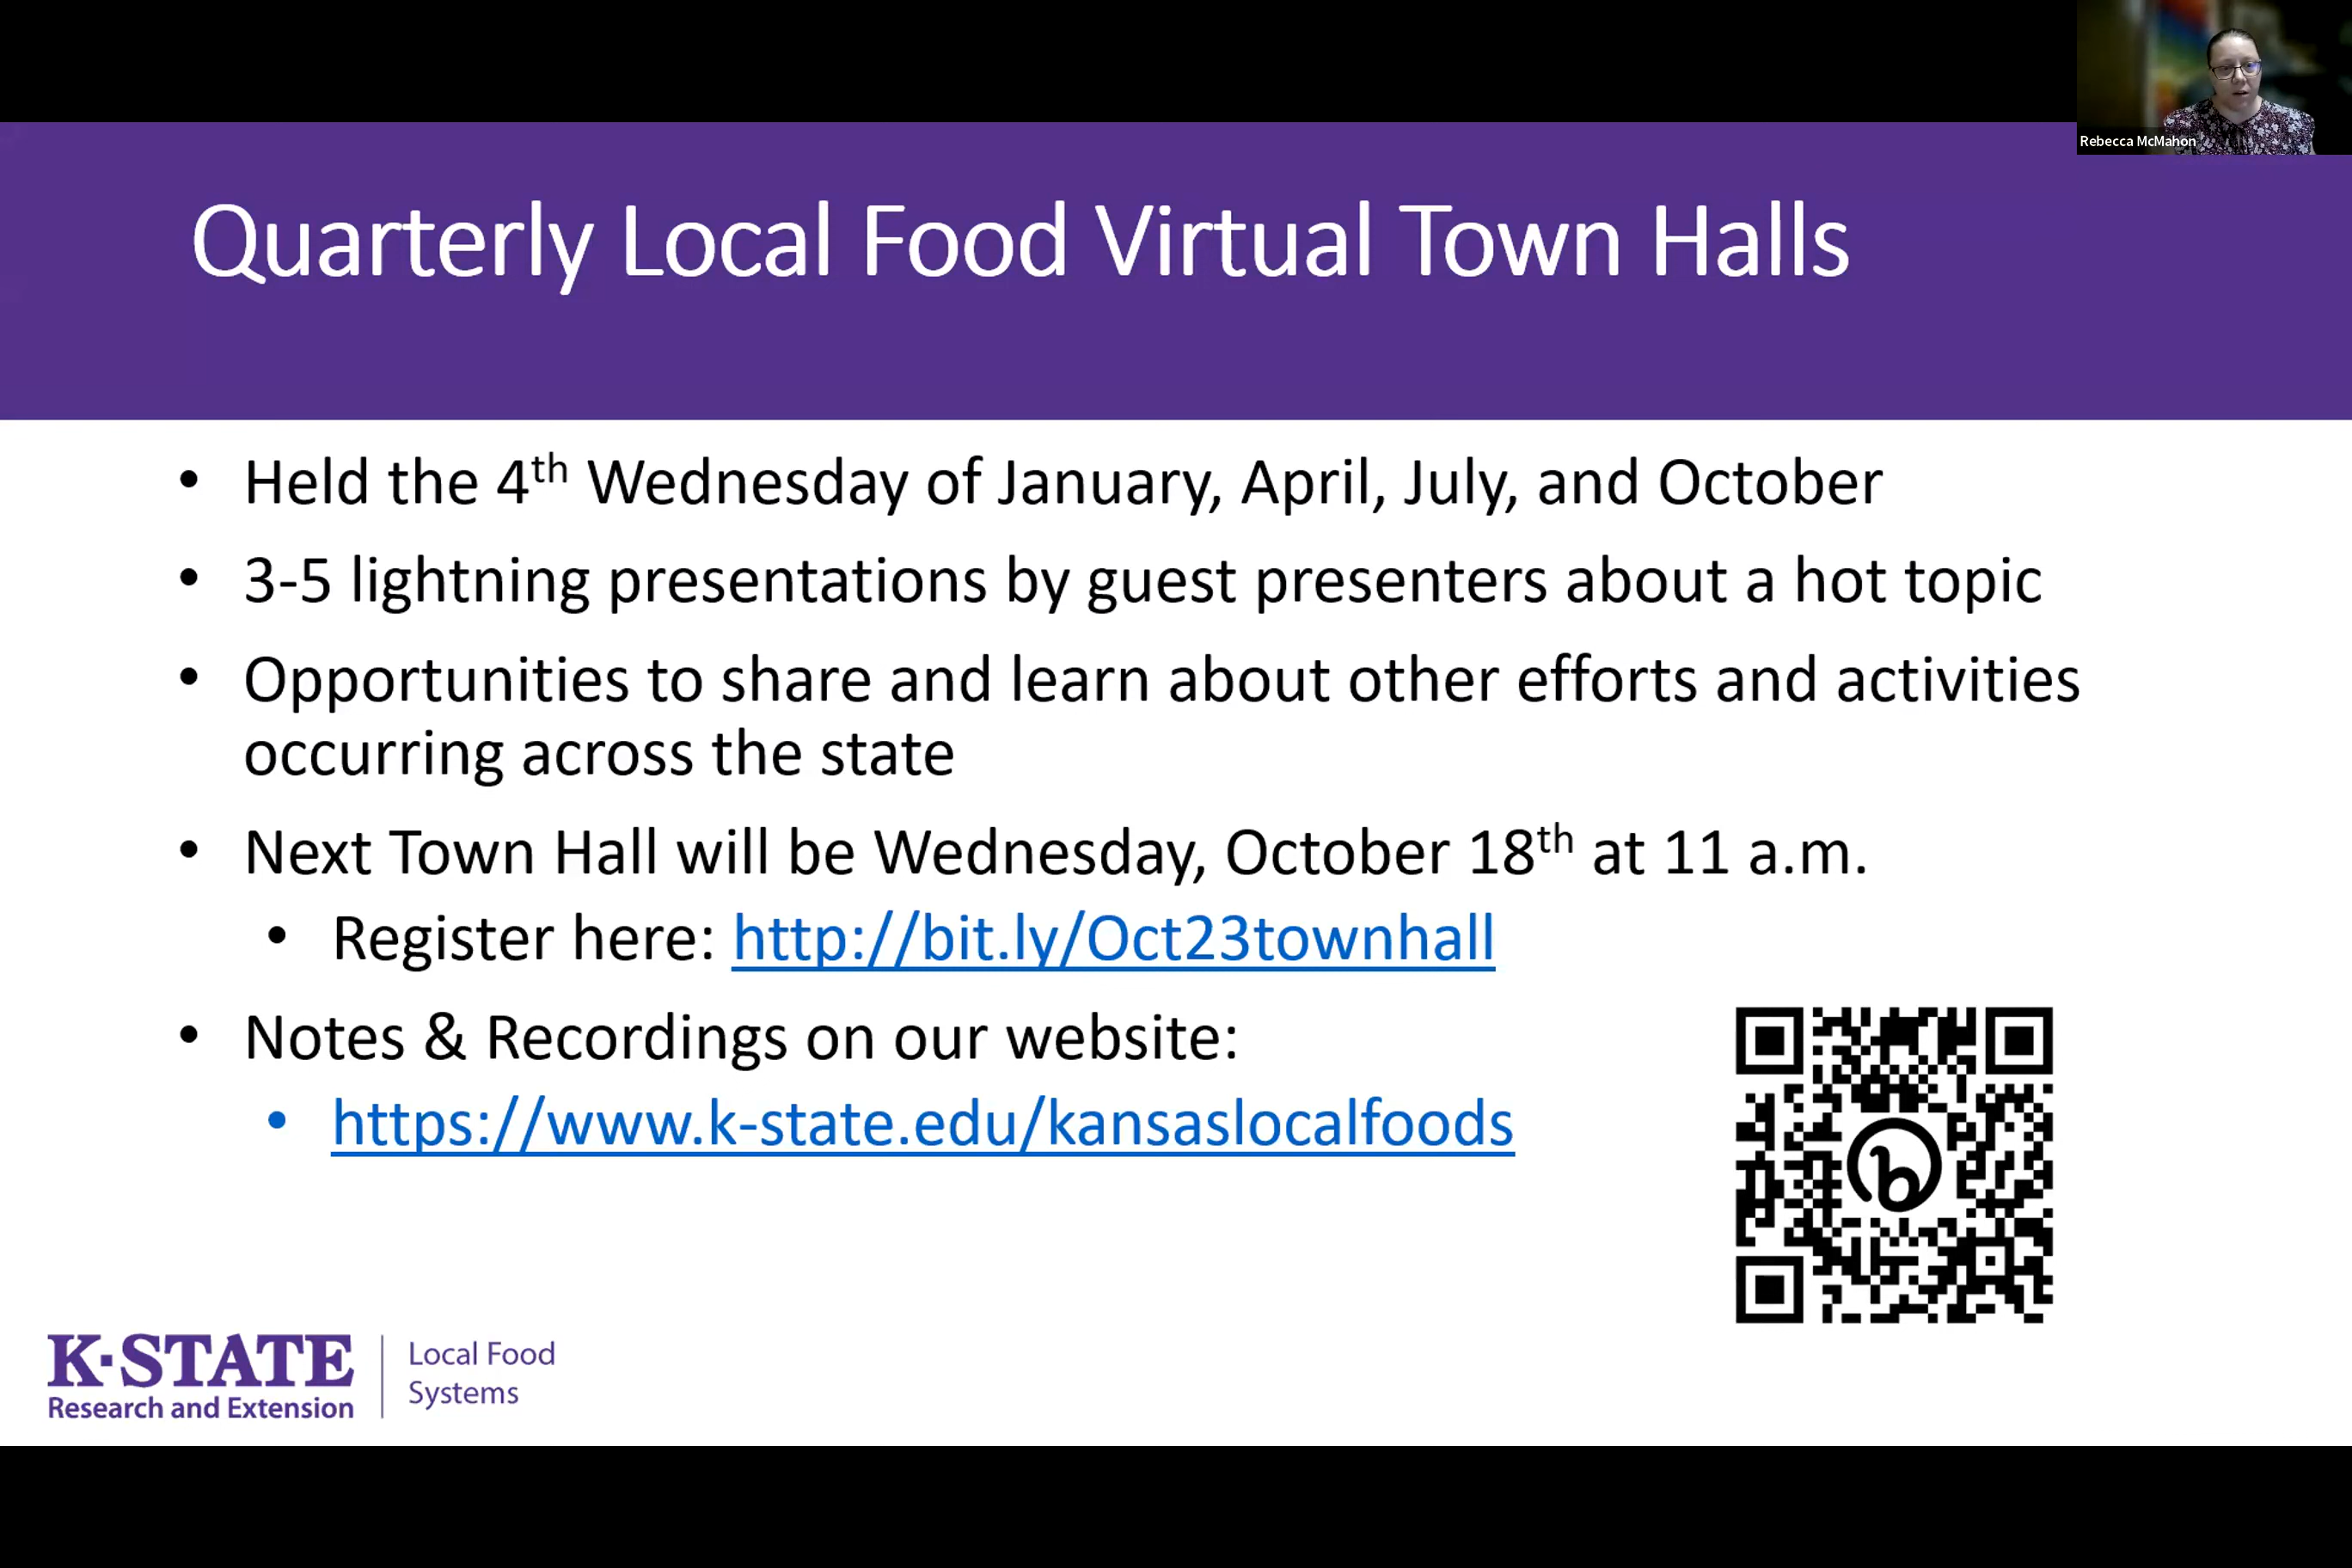 Rebecca McMahon
Quarterly Local Food Virtual Town Halls
• Held the 4th Wednesday of January, April, July, and October
• 3-5 lightning presentations by guest presenters about a hot topic
• Opportunities to share and learn about other efforts and activities
occurring across the state
• Next Town Hall will be Wednesday, October 18th at 11 a.m.
• Register here: http://bit.ly/Oct23townhall
• Notes & Recordings on our website:
• https://www.k-state.edu/kansaslocalfoods
K-STATE
Research and Extension
Local Food
Systems